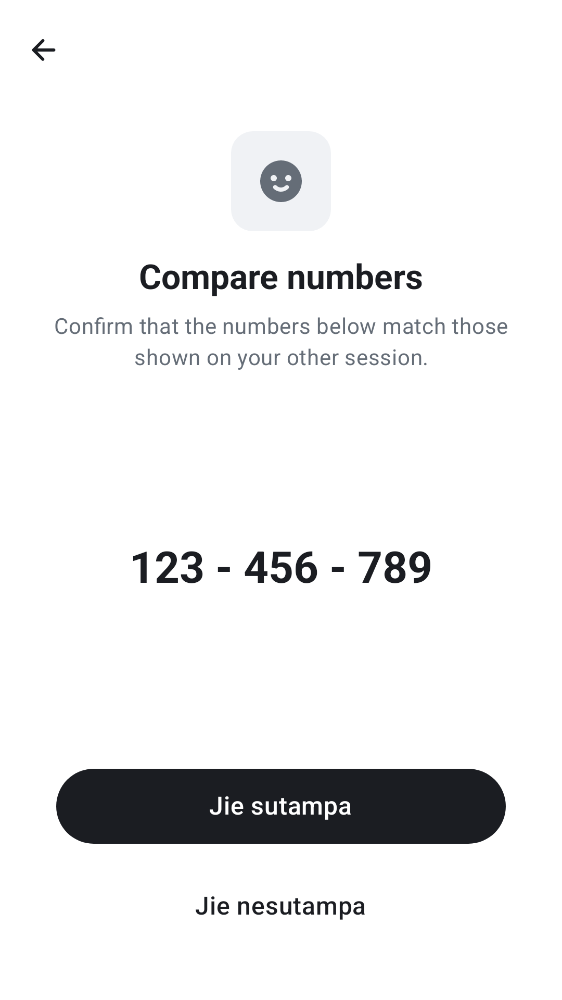 Compare numbers
Confirm that the numbers below match those
shown on your other session.
123 - 456 - 789
Jie sutampa
Jie nesutampa